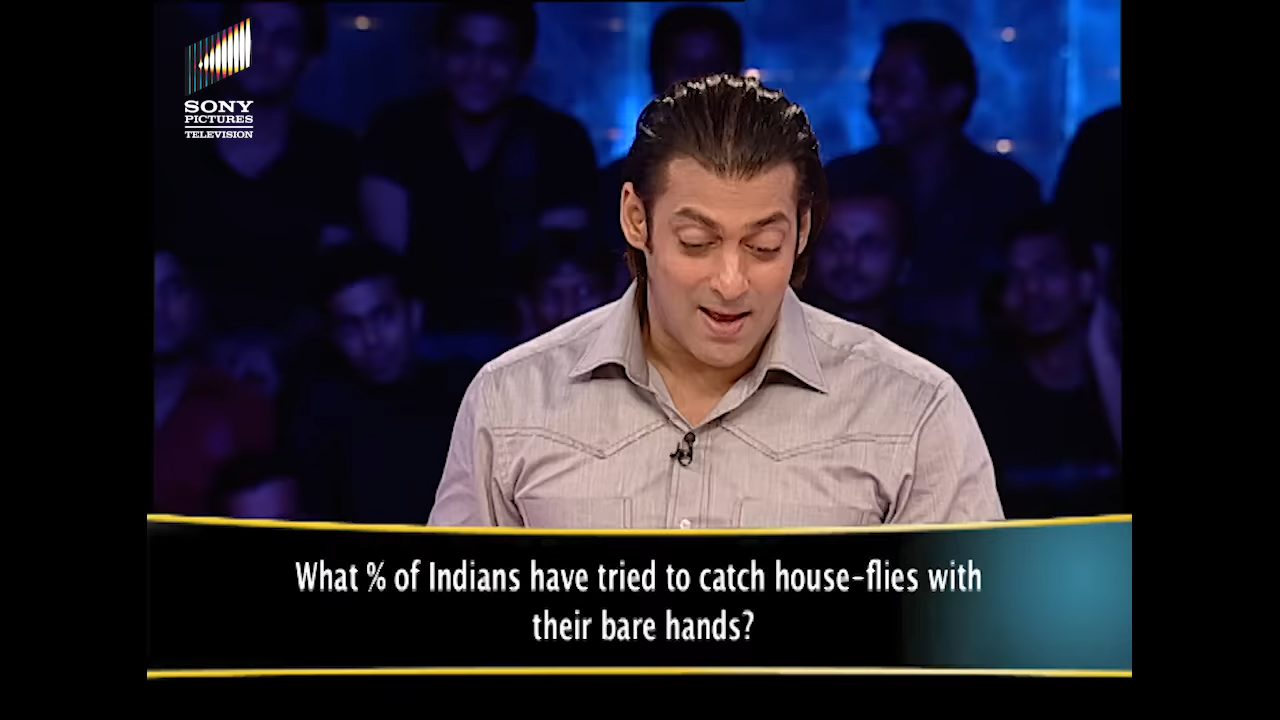 SONY
PICTURES
TELEVISION
What % of Indians have tried to catch house-flies with
their bare hands?